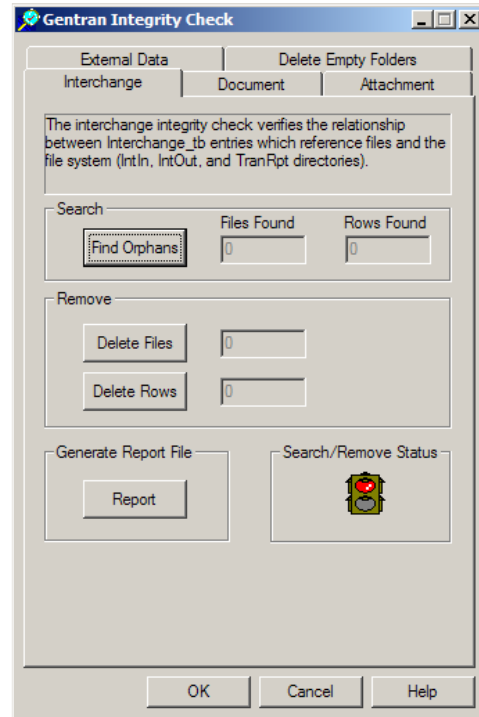 Gentran Integrity Check
External Data
Delete Empty Folders
Interchange
Document
Attachment
The interchange integrity check verifies the relationship
between Interchange_tb entries which reference files and the
file system (IntIn, IntOut, and TranRpt directories).
Search
Files Found
Rows Found
Find Orphans
0
0
Remove
Delete Files
0
Delete Rows
0
Generate Report File
Search/Remove Status
Report
OK
Cancel
Help